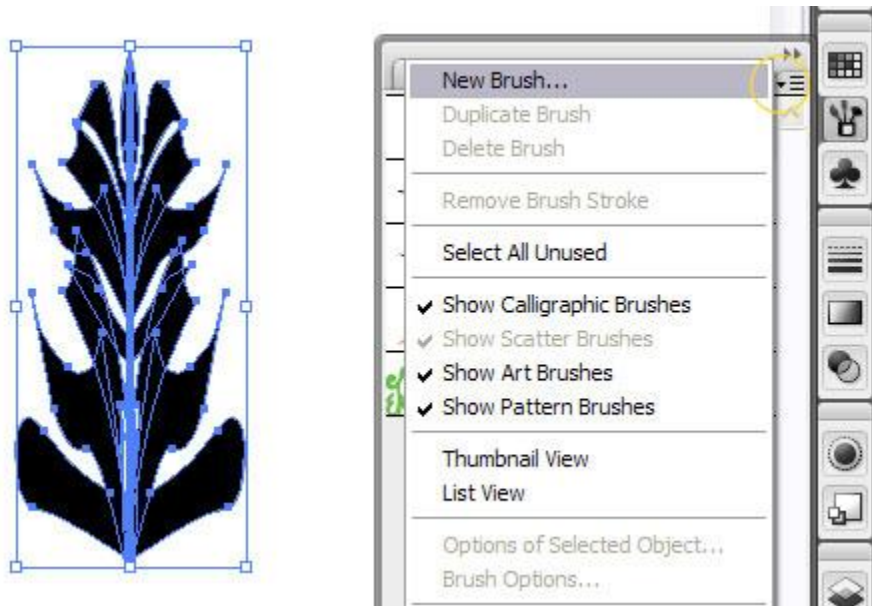 New Brush...
Duplicate Brush
Delete Brush
Remove Brush Stroke
Select All Unused
Show Calligraphic Brushes
Show Scatter Brushes
Show Art Brushes
Show Pattern Brushes
Thumbnail View
List View
Options of Selected Object...
Brush Options...